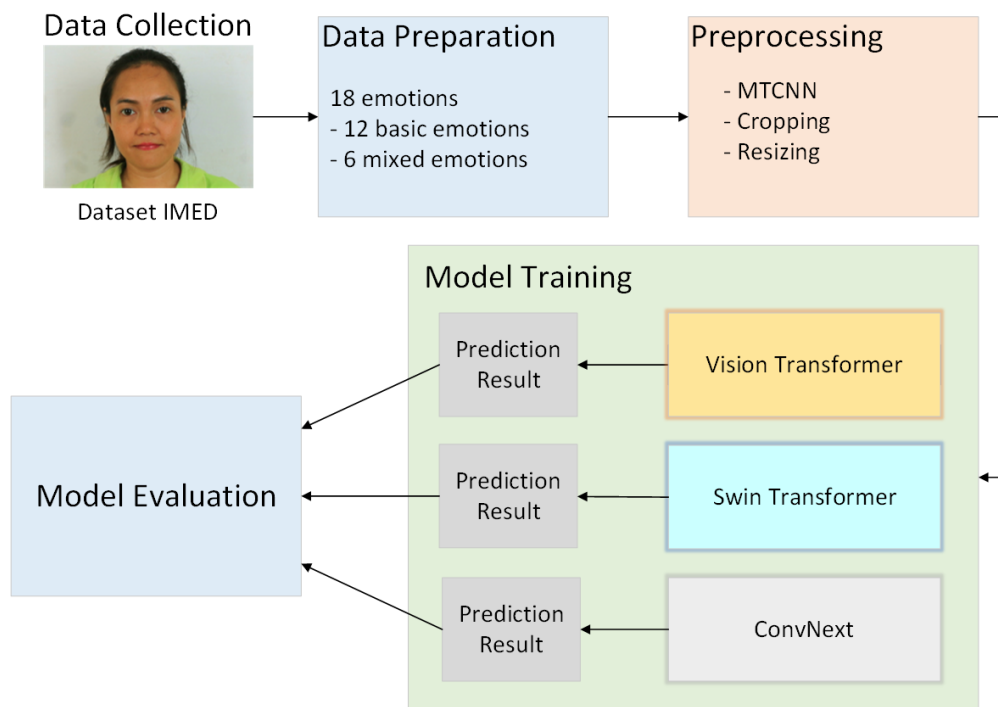 Data Collection
Dataset IMED
Data Preparation
18 emotions
- 12 basic emotions
- 6 mixed emotions
Preprocessing
- MTCNN
- Cropping
- Resizing
Model Training
Vision Transformer
Prediction
Result
Swin Transformer
Prediction
Result
ConvNext
Prediction
Result
Model Evaluation